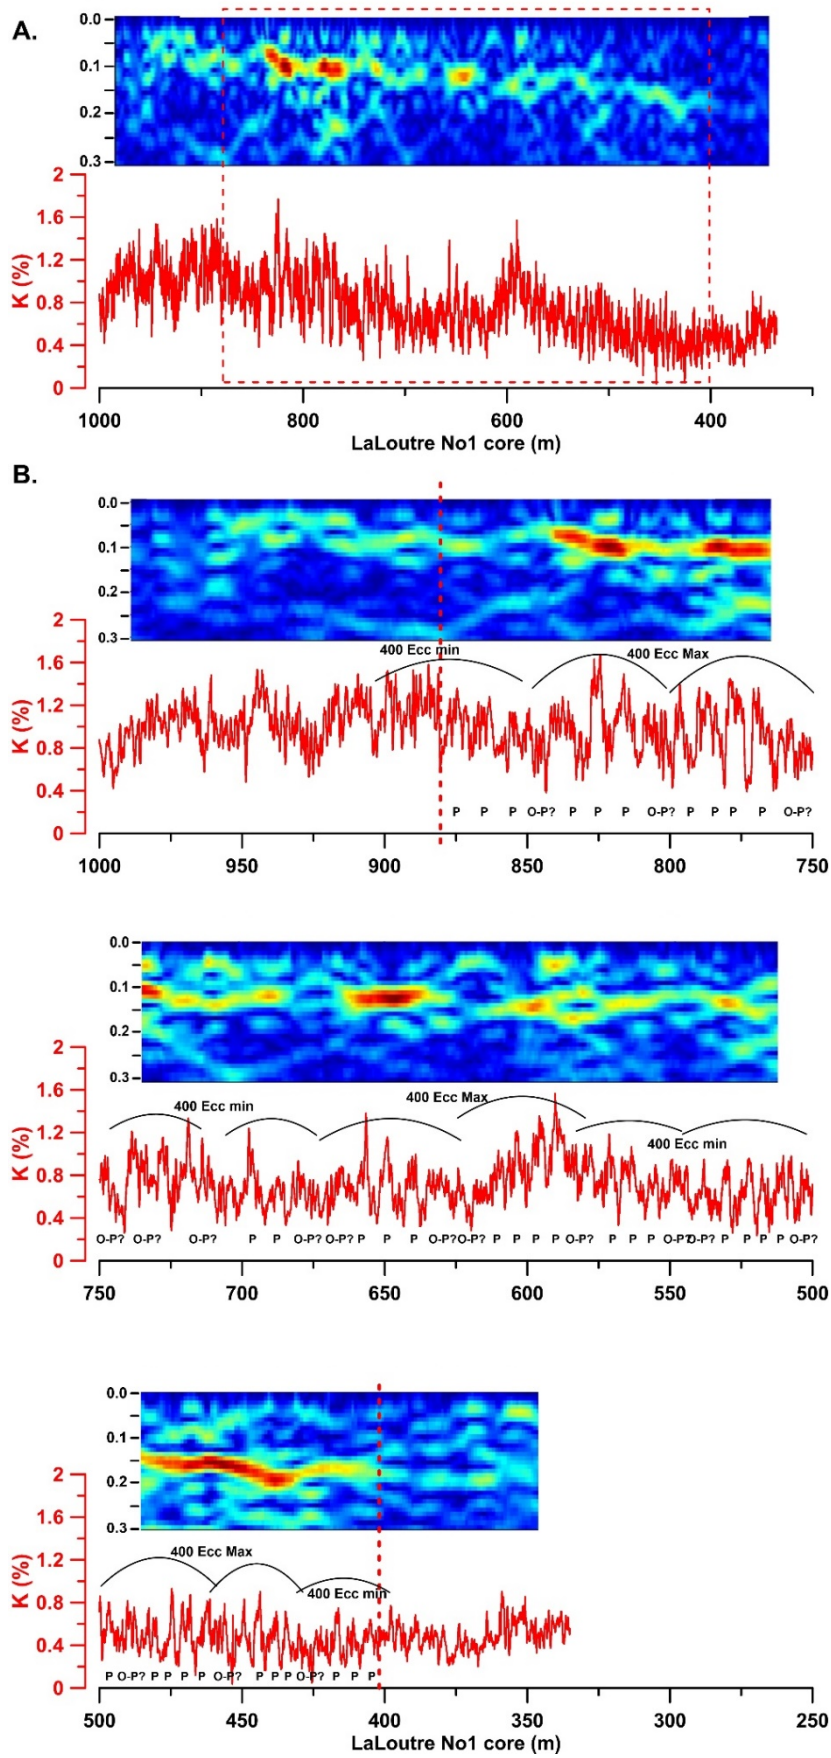 A.
0.0
0.1
0.2
0.3
2
1.6
1.2
0.8
0.4
0
K (%)
1000 800 600 400
LaLoutre No1 core (m)
B.
0.0
0.1
0.2
0.3
2
1.6
1.2
0.8
0.4
0
K (%)
400 Ecc min 400 Ecc Max
P P P O-P? P P P O-P? P P P P O-P?
1000 950 900 850 800 750
0.0
0.1
0.2
0.3
2
1.6
1.2
0.8
0.4
0
K (%)
400 Ecc min 400 Ecc Max 400 Ecc min
O-P? O-P? O-P? P P O-P? O-P? P P P O-P? O-P? P P P P O-P? P P P O-P? O-P? P P P P O-P?
750 700 650 600 550 500
0.0
0.1
0.2
0.3
2
1.6
1.2
0.8
0.4
0
K (%)
400 Ecc Max 400 Ecc min
P O-P? P P P P O-P? P P P O-P? P P P
500 450 400 350 300 250
LaLoutre No1 core (m)